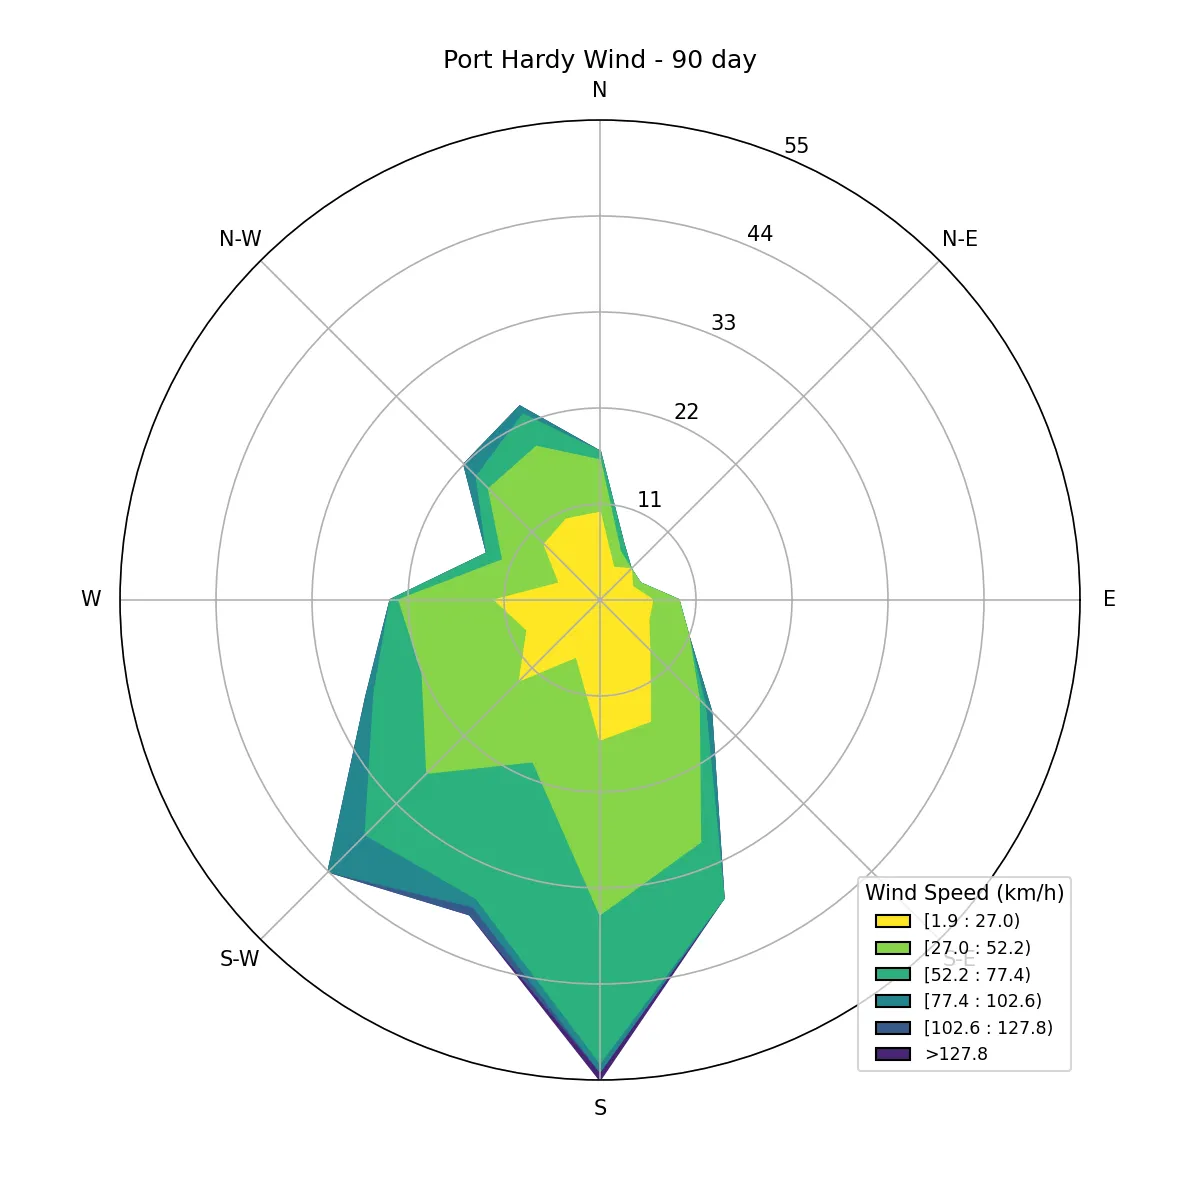 Port Hardy Wind - 90 day
N
55
N-W
44
N-E
33
22
11
W
E
S-W
S-E
Wind Speed (km/h)
[1.9 : 27.0)
[27.0 : 52.2)
[52.2 : 77.4)
[77.4 : 102.6)
[102.6 : 127.8)
>127.8
S